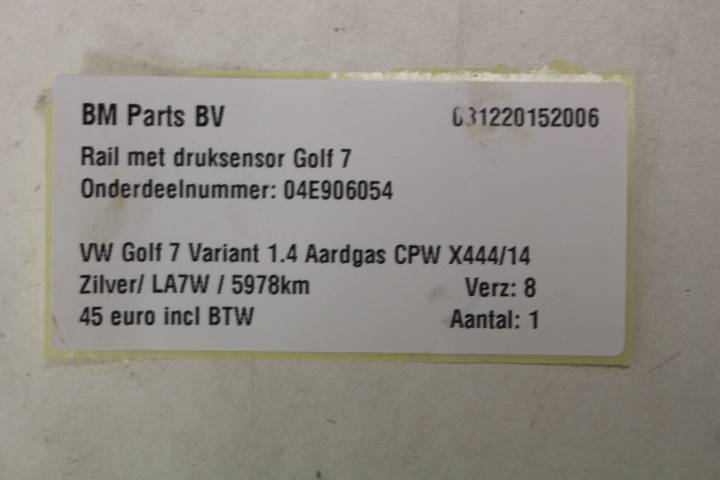 BM Parts BV 031220152006
Rail met druksensor Golf 7
Onderdeelnummer: 04E906054
VW Golf 7 Variant 1.4 Aardgas CPW X444/14
Zilver/ LA7W / 5978km Verz: 8
45 euro incl BTW Aantal: 1